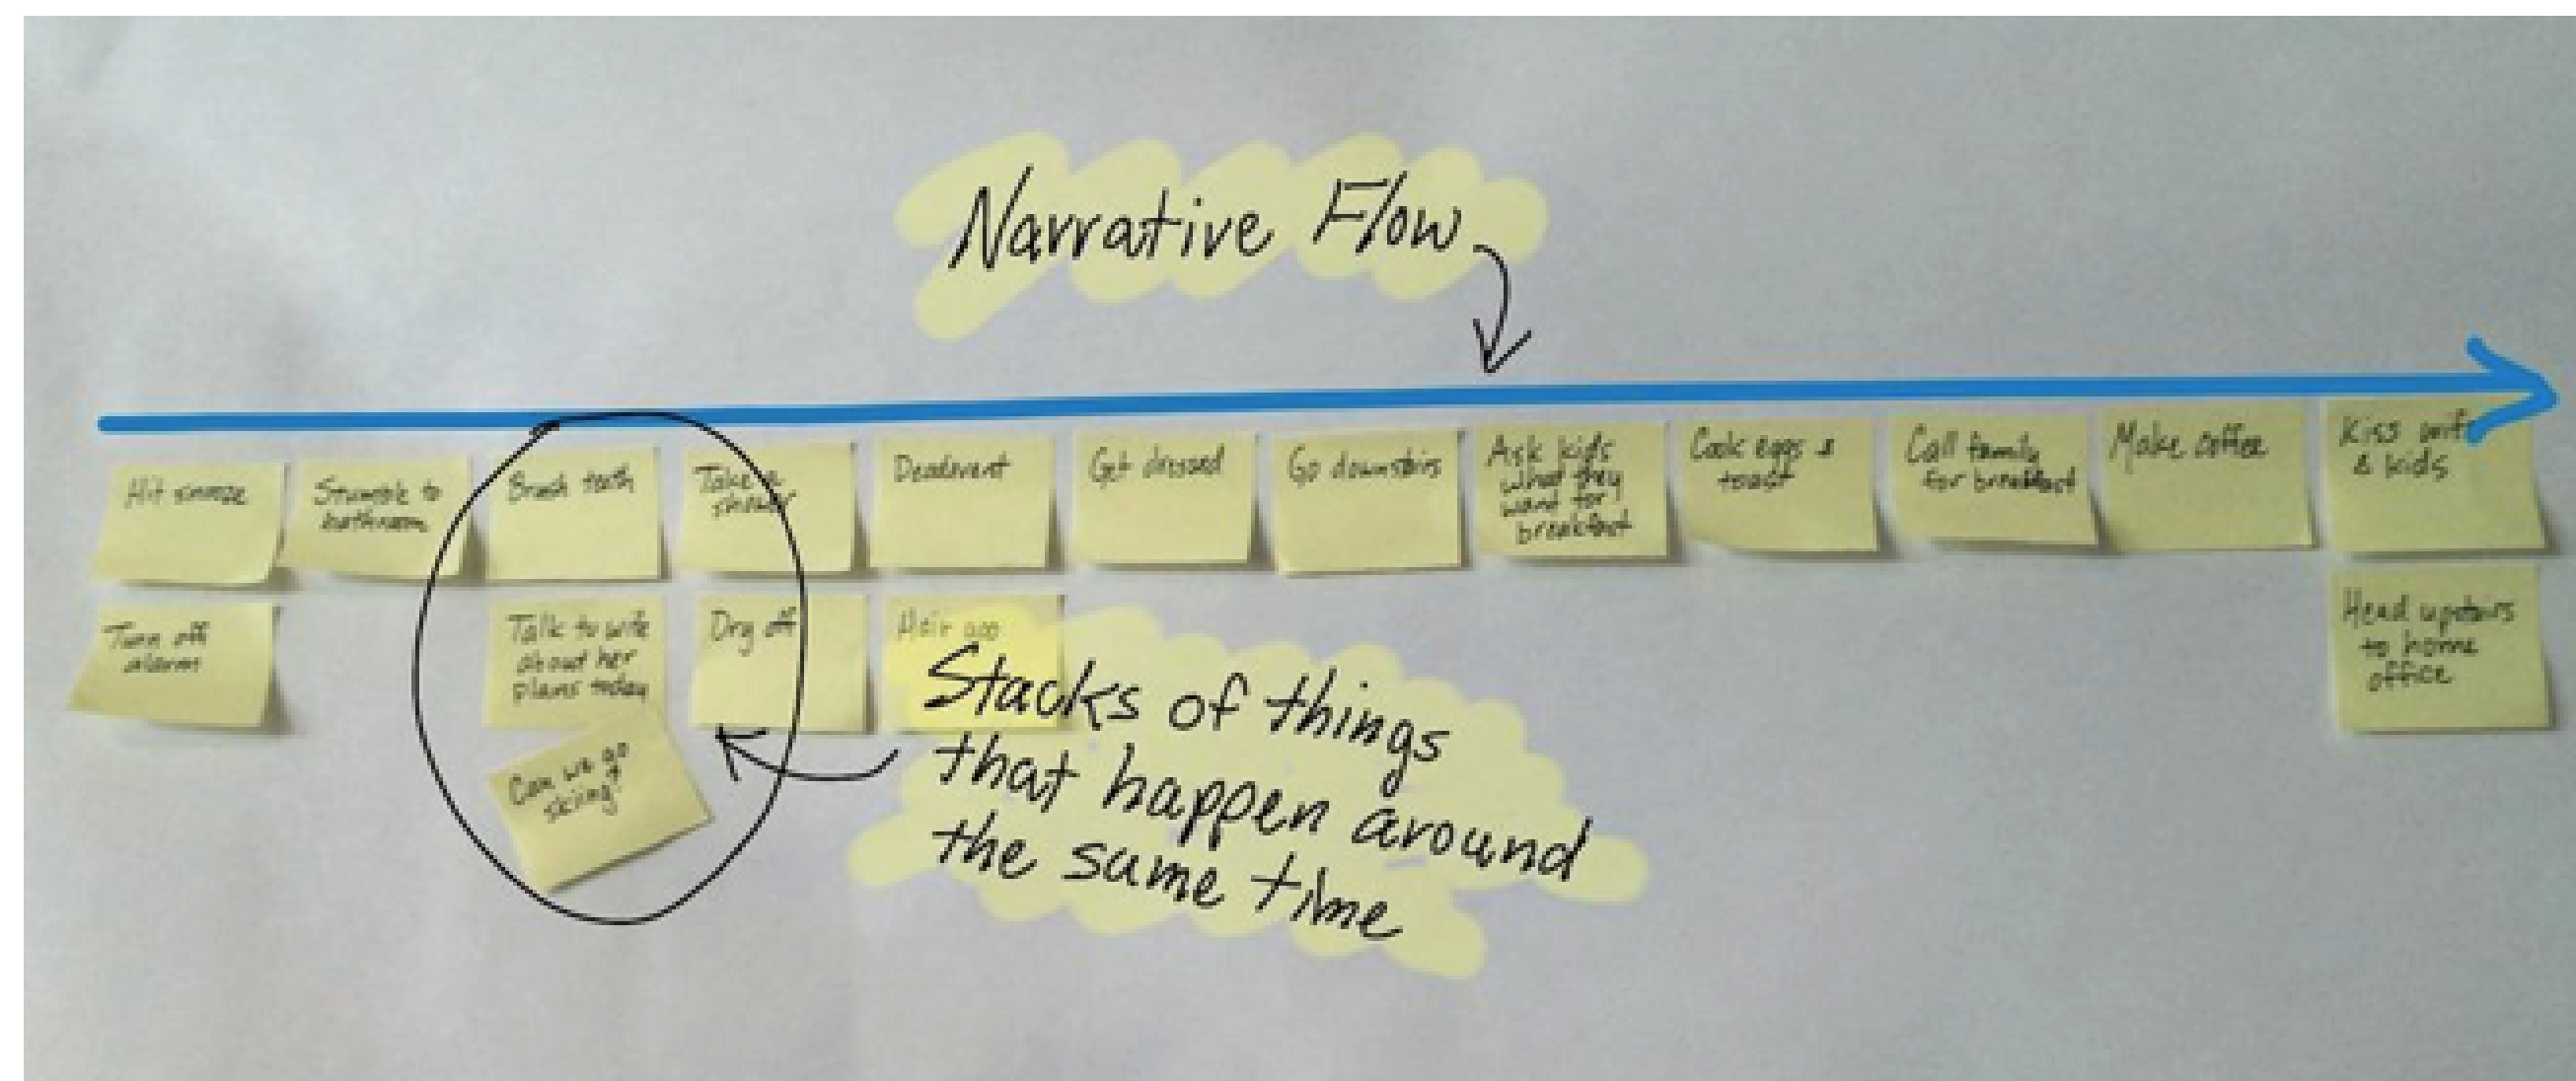 Narrative Flow
Hit snooze
Stumble to
bathroom
Brush teeth
Take a
shower
Deodorant
Get dressed
Go downstairs
Ask kids
what they
want for
breakfast
Cook eggs &
toast
Call family
for breakfast
Make coffee
Kiss wife
& kids
Turn off
alarm
Talk to wife
about her
plans today
Dry off
Hair goo
Head upstairs
to home
office
Can we go
skiing?
Stacks of things
that happen around
the same time